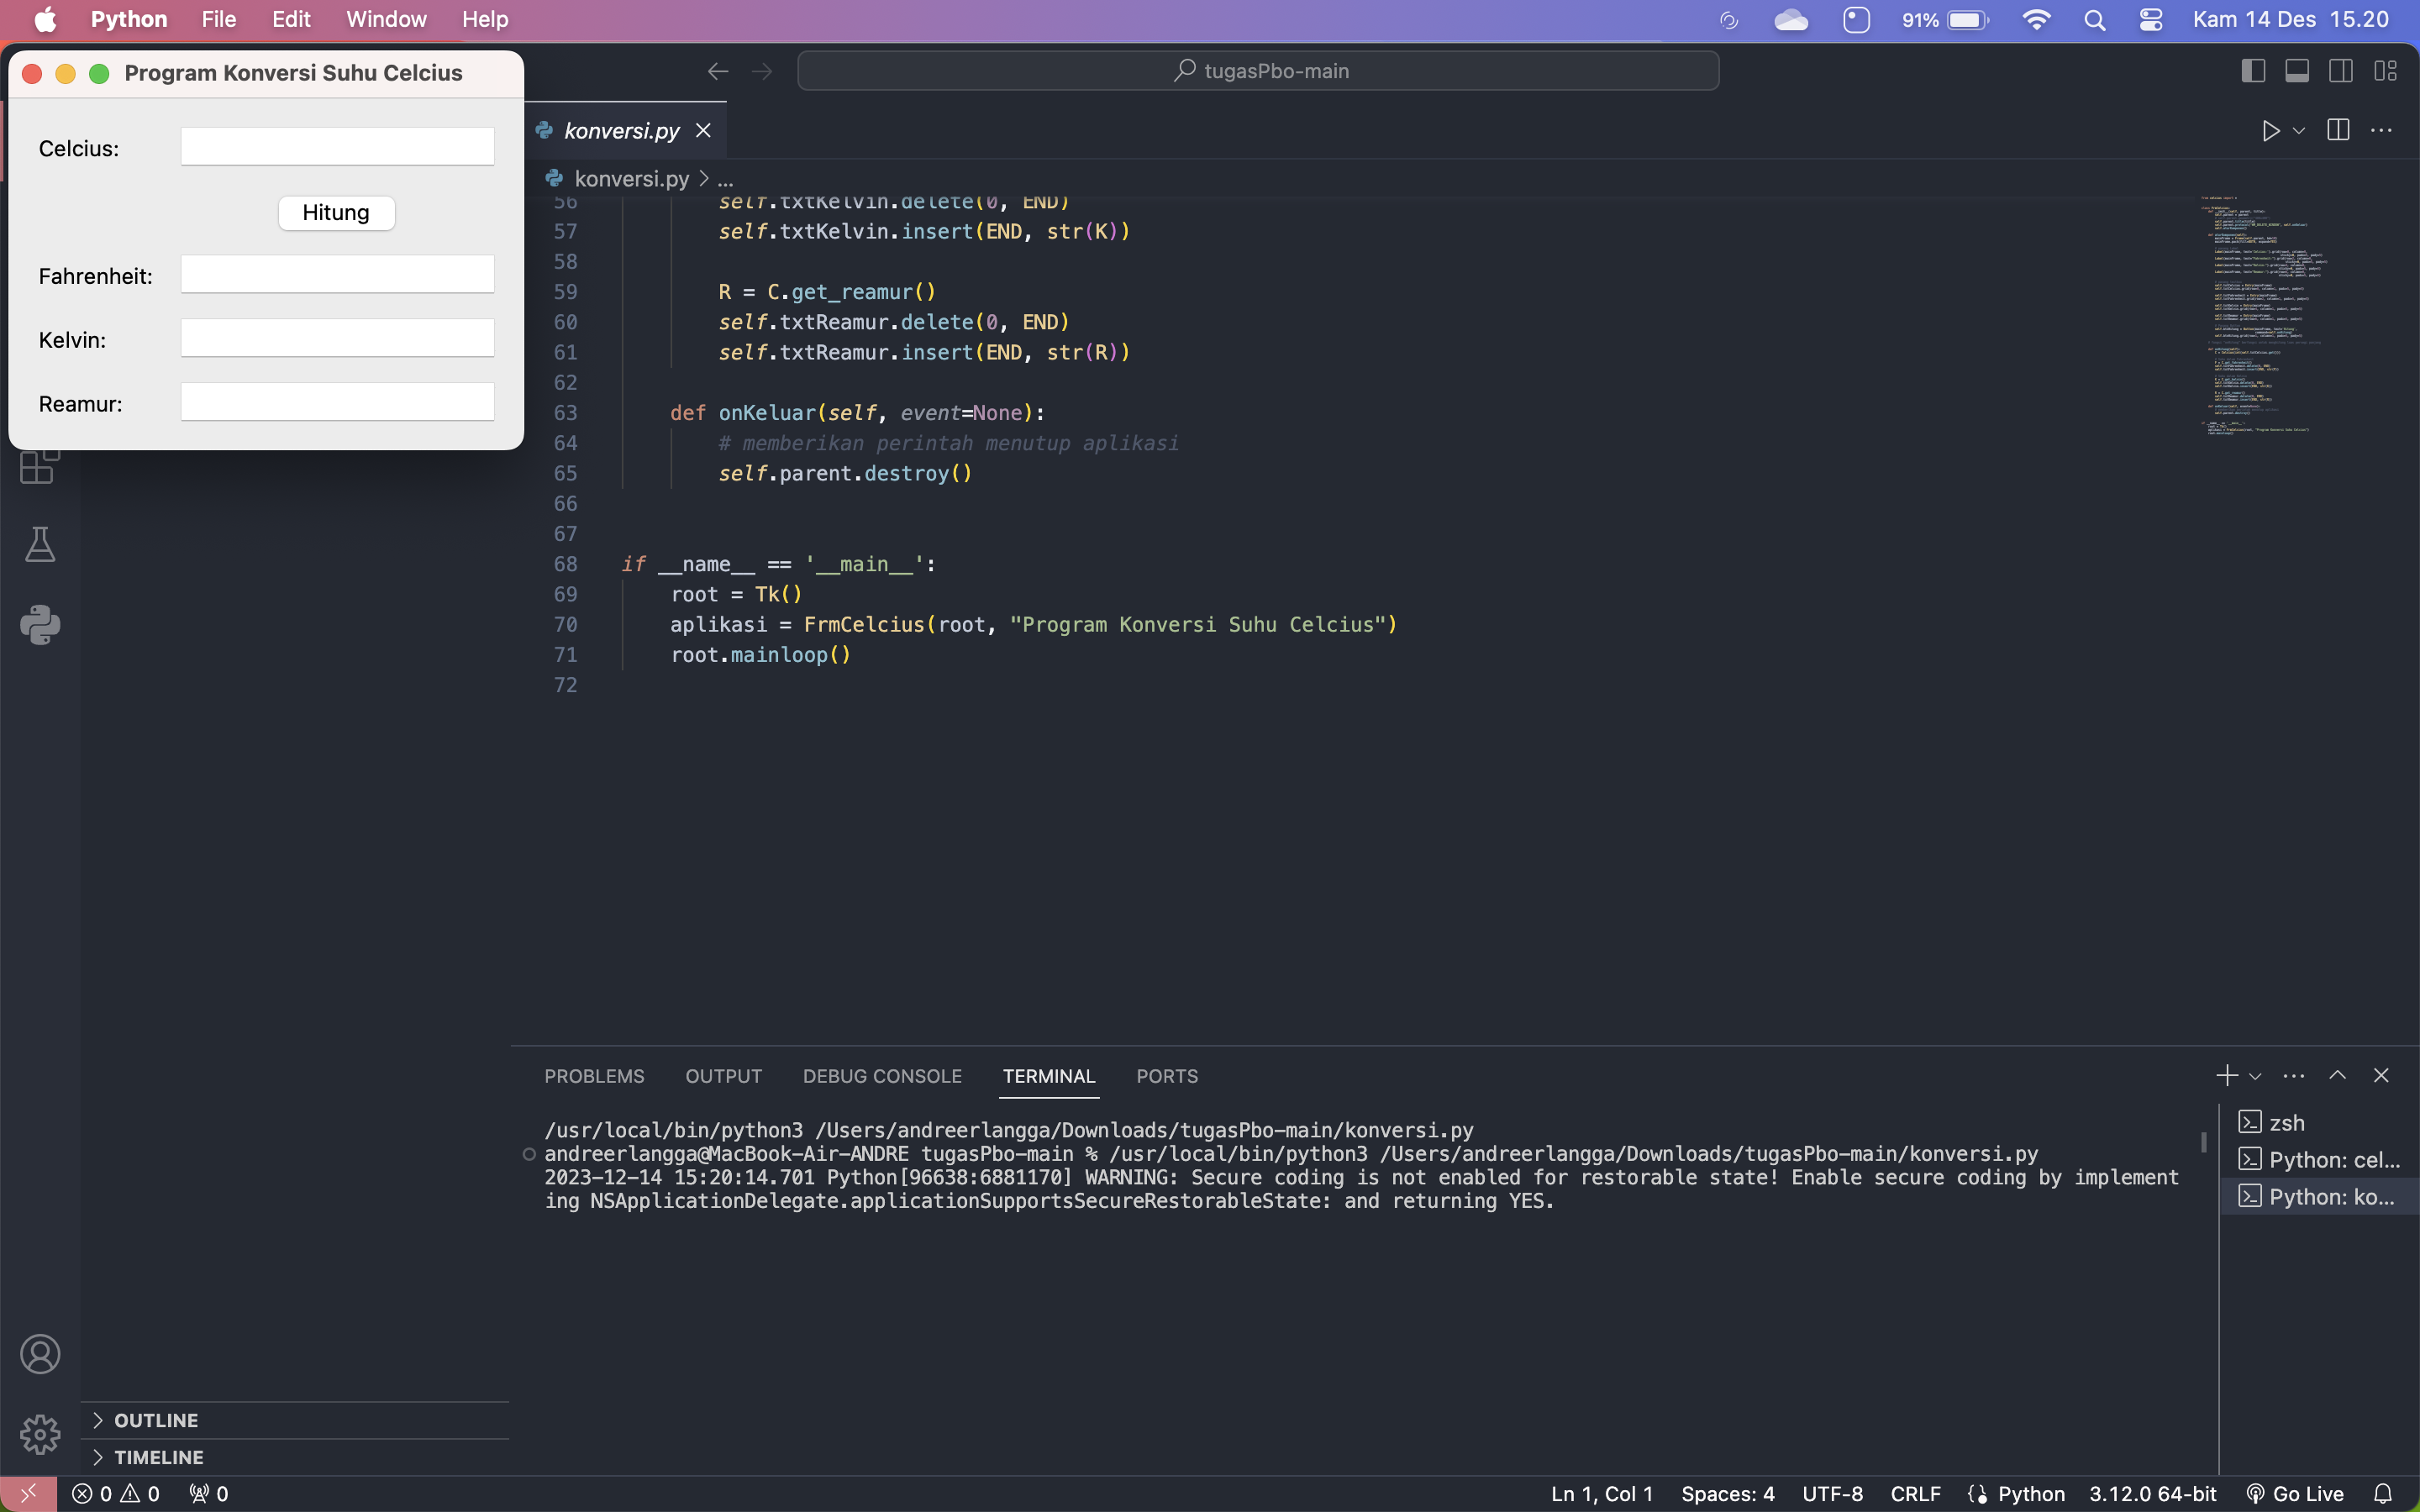 Python File Edit Window Help
91% Kam 14 Des 15.20
Program Konversi Suhu Celcius
Celcius:
Hitung
Fahrenheit:
Kelvin:
Reamur:
tugasPbo-main
konversi.py
konversi.py > ...
56 self.txtKelvin.delete(0, END)
57 self.txtKelvin.insert(END, str(K))
58
59 R = C.get_reamur()
60 self.txtReamur.delete(0, END)
61 self.txtReamur.insert(END, str(R))
62
63 def onKeluar(self, event=None):
64 # memberikan perintah menutup aplikasi
65 self.parent.destroy()
66
67
68 if __name__ == '__main__':
69 root = Tk()
70 aplikasi = FrmCelcius(root, "Program Konversi Suhu Celcius")
71 root.mainloop()
72
PROBLEMS OUTPUT DEBUG CONSOLE TERMINAL PORTS
/usr/local/bin/python3 /Users/andreerlangga/Downloads/tugasPbo-main/konversi.py
andreerlangga@MacBook-Air-ANDRE tugasPbo-main % /usr/local/bin/python3 /Users/andreerlangga/Downloads/tugasPbo-main/konversi.py
2023-12-14 15:20:14.701 Python[96638:6881170] WARNING: Secure coding is not enabled for restorable state! Enable secure coding by implement
ing NSApplicationDelegate.applicationSupportsSecureRestorableState: and returning YES.
zsh
Python: cel...
Python: ko...
OUTLINE
TIMELINE
0 0 0
Ln 1, Col 1 Spaces: 4 UTF-8 CRLF Python 3.12.0 64-bit Go Live